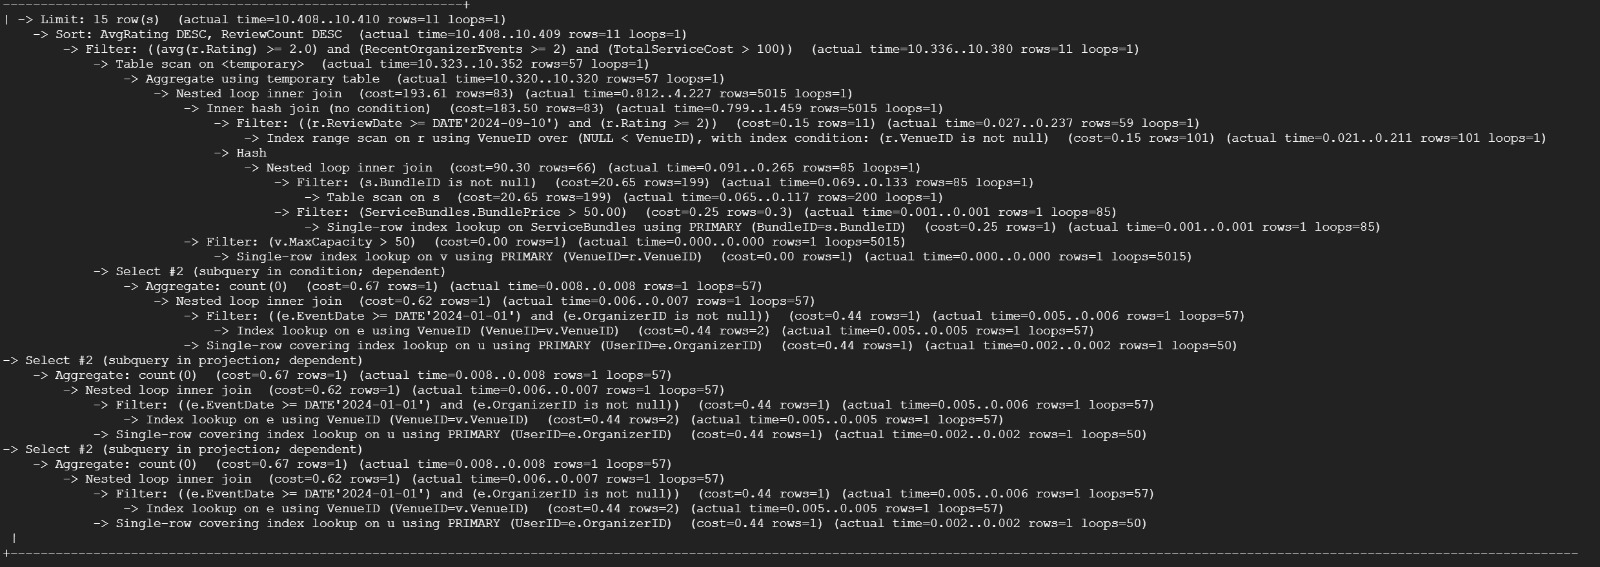 | -> Limit: 15 row(s)  (actual time=10.408..10.410 rows=11 loops=1)
-> Sort: AvgRating DESC, ReviewCount DESC  (actual time=10.408..10.409 rows=11 loops=1)
-> Filter: ((avg(r.Rating) >= 2.0) and (RecentOrganizerEvents >= 2) and (TotalServiceCost > 100))  (actual time=10.336..10.380 rows=11 loops=1)
-> Table scan on <temporary>  (actual time=10.323..10.352 rows=57 loops=1)
-> Aggregate using temporary table  (actual time=10.320..10.320 rows=57 loops=1)
-> Nested loop inner join  (cost=193.61 rows=83) (actual time=0.812..4.227 rows=5015 loops=1)
-> Inner hash join (no condition)  (cost=183.50 rows=83) (actual time=0.799..1.459 rows=5015 loops=1)
-> Filter: ((r.ReviewDate >= DATE'2024-09-10') and (r.Rating >= 2))  (cost=0.15 rows=11) (actual time=0.027..0.237 rows=59 loops=1)
-> Index range scan on r using VenueID over (NULL < VenueID), with index condition: (r.VenueID is not null)  (cost=0.15 rows=101) (actual time=0.021..0.211 rows=101 loops=1)
-> Hash
-> Nested loop inner join  (cost=90.30 rows=66) (actual time=0.091..0.265 rows=85 loops=1)
-> Filter: (s.BundleID is not null)  (cost=20.65 rows=199) (actual time=0.069..0.133 rows=85 loops=1)
-> Table scan on s  (cost=20.65 rows=199) (actual time=0.065..0.117 rows=200 loops=1)
-> Filter: (ServiceBundles.BundlePrice > 50.00)  (cost=0.25 rows=0.3) (actual time=0.001..0.001 rows=1 loops=85)
-> Single-row index lookup on ServiceBundles using PRIMARY (BundleID=s.BundleID)  (cost=0.25 rows=1) (actual time=0.001..0.001 rows=1 loops=85)
-> Filter: (v.MaxCapacity > 50)  (cost=0.00 rows=1) (actual time=0.000..0.000 rows=1 loops=5015)
-> Single-row index lookup on v using PRIMARY (VenueID=r.VenueID)  (cost=0.00 rows=1) (actual time=0.000..0.000 rows=1 loops=5015)
-> Select #2 (subquery in condition; dependent)
-> Aggregate: count(0)  (cost=0.67 rows=1) (actual time=0.008..0.008 rows=1 loops=57)
-> Nested loop inner join  (cost=0.62 rows=1) (actual time=0.006..0.007 rows=1 loops=57)
-> Filter: ((e.EventDate >= DATE'2024-01-01') and (e.OrganizerID is not null))  (cost=0.44 rows=1) (actual time=0.005..0.006 rows=1 loops=57)
-> Index lookup on e using VenueID (VenueID=v.VenueID)  (cost=0.44 rows=2) (actual time=0.005..0.005 rows=1 loops=57)
-> Single-row covering index lookup on u using PRIMARY (UserID=e.OrganizerID)  (cost=0.44 rows=1) (actual time=0.002..0.002 rows=1 loops=50)
-> Select #2 (subquery in projection; dependent)
-> Aggregate: count(0)  (cost=0.67 rows=1) (actual time=0.008..0.008 rows=1 loops=57)
-> Nested loop inner join  (cost=0.62 rows=1) (actual time=0.006..0.007 rows=1 loops=57)
-> Filter: ((e.EventDate >= DATE'2024-01-01') and (e.OrganizerID is not null))  (cost=0.44 rows=1) (actual time=0.005..0.006 rows=1 loops=57)
-> Index lookup on e using VenueID (VenueID=v.VenueID)  (cost=0.44 rows=2) (actual time=0.005..0.005 rows=1 loops=57)
-> Single-row covering index lookup on u using PRIMARY (UserID=e.OrganizerID)  (cost=0.44 rows=1) (actual time=0.002..0.002 rows=1 loops=50)
-> Select #2 (subquery in projection; dependent)
-> Aggregate: count(0)  (cost=0.67 rows=1) (actual time=0.008..0.008 rows=1 loops=57)
-> Nested loop inner join  (cost=0.62 rows=1) (actual time=0.006..0.007 rows=1 loops=57)
-> Filter: ((e.EventDate >= DATE'2024-01-01') and (e.OrganizerID is not null))  (cost=0.44 rows=1) (actual time=0.005..0.006 rows=1 loops=57)
-> Index lookup on e using VenueID (VenueID=v.VenueID)  (cost=0.44 rows=2) (actual time=0.005..0.005 rows=1 loops=57)
-> Single-row covering index lookup on u using PRIMARY (UserID=e.OrganizerID)  (cost=0.44 rows=1) (actual time=0.002..0.002 rows=1 loops=50)
|